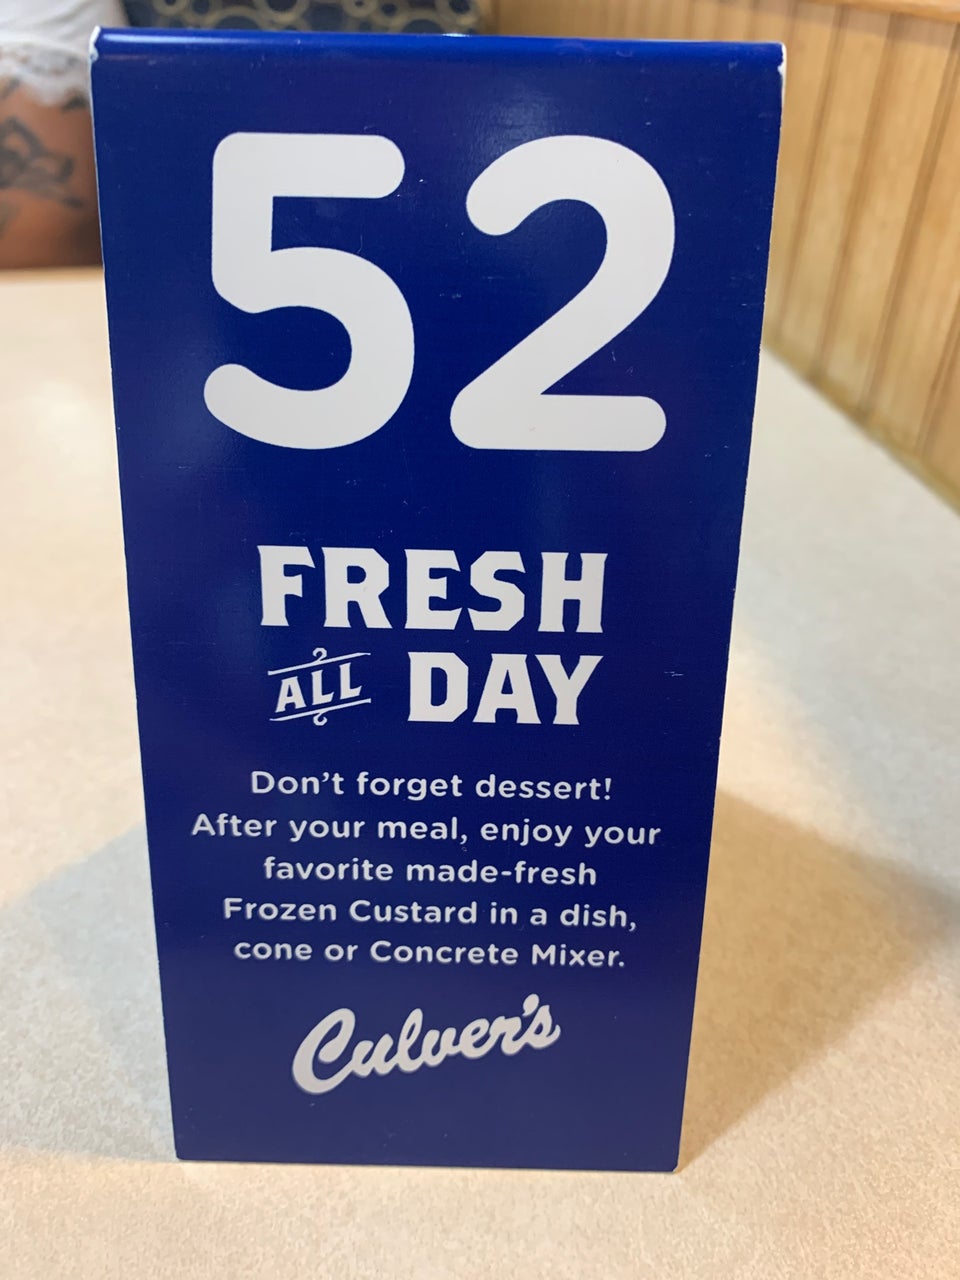 52
FRESH
ALL DAY
Don't forget dessert!
After your meal, enjoy your
favorite made-fresh
Frozen Custard in a dish,
cone or Concrete Mixer.
Culver's